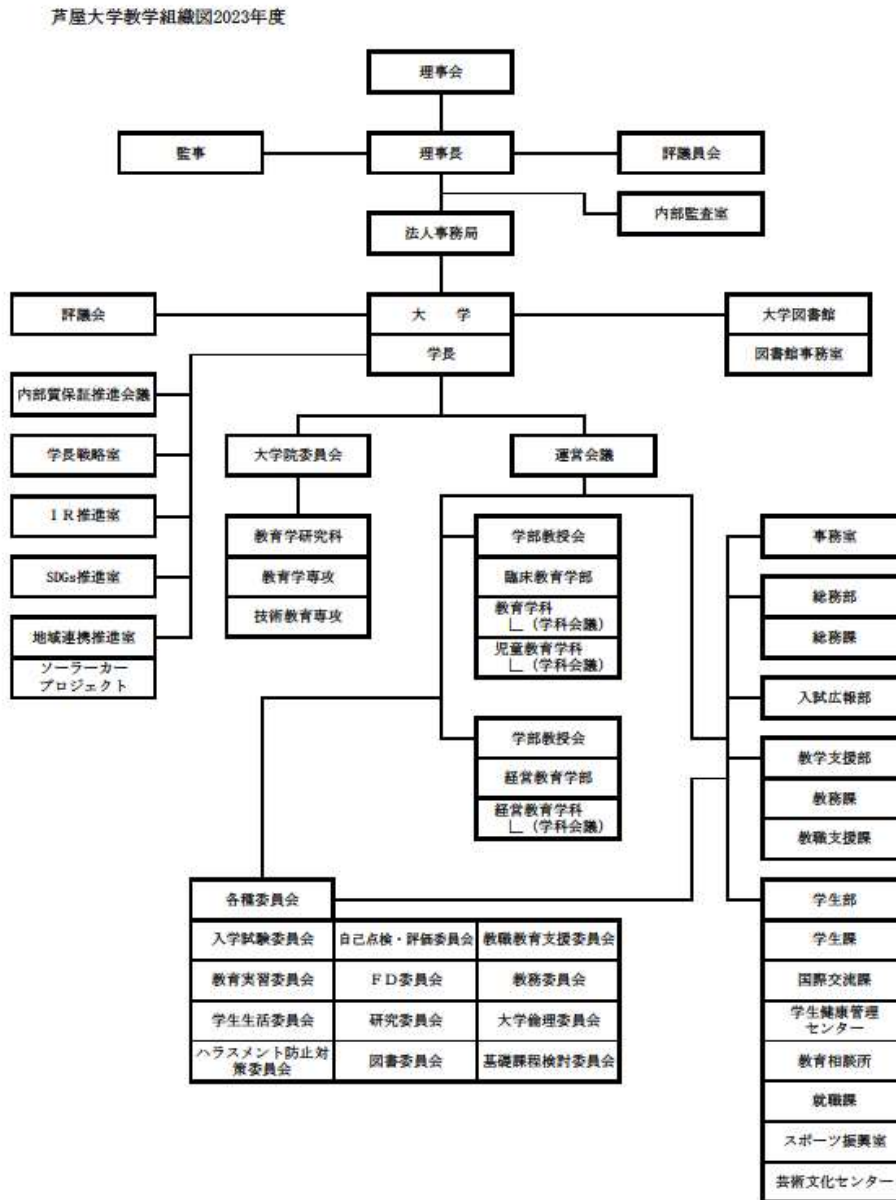 芦屋大学教学組織図2023年度
理事会
監事
理事長
評議員会
内部監査室
法人事務局
評議会
大　学
大学図書館
学長
図書館事務室
内部質保証推進会議
学長戦略室
大学院委員会
運営会議
ＩＲ推進室
教育学研究科
学部教授会
事務室
SDGs推進室
教育学専攻
臨床教育学部
総務部
地域連携推進室
技術教育専攻
教育学科
（学科会議）
総務課
ソーラーカー
プロジェクト
児童教育学科
（学科会議）
入試広報部
学部教授会
教学支援部
経営教育学部
教務課
経営教育学科
（学科会議）
教職支援課
各種委員会
学生部
入学試験委員会
自己点検・評価委員会
教職教育支援委員会
学生課
教育実習委員会
ＦＤ委員会
教務委員会
国際交流課
学生生活委員会
研究委員会
大学倫理委員会
学生健康管理
センター
ハラスメント防止対
策委員会
図書委員会
基礎課程検討委員会
教育相談所
就職課
スポーツ振興室
芸術文化センター